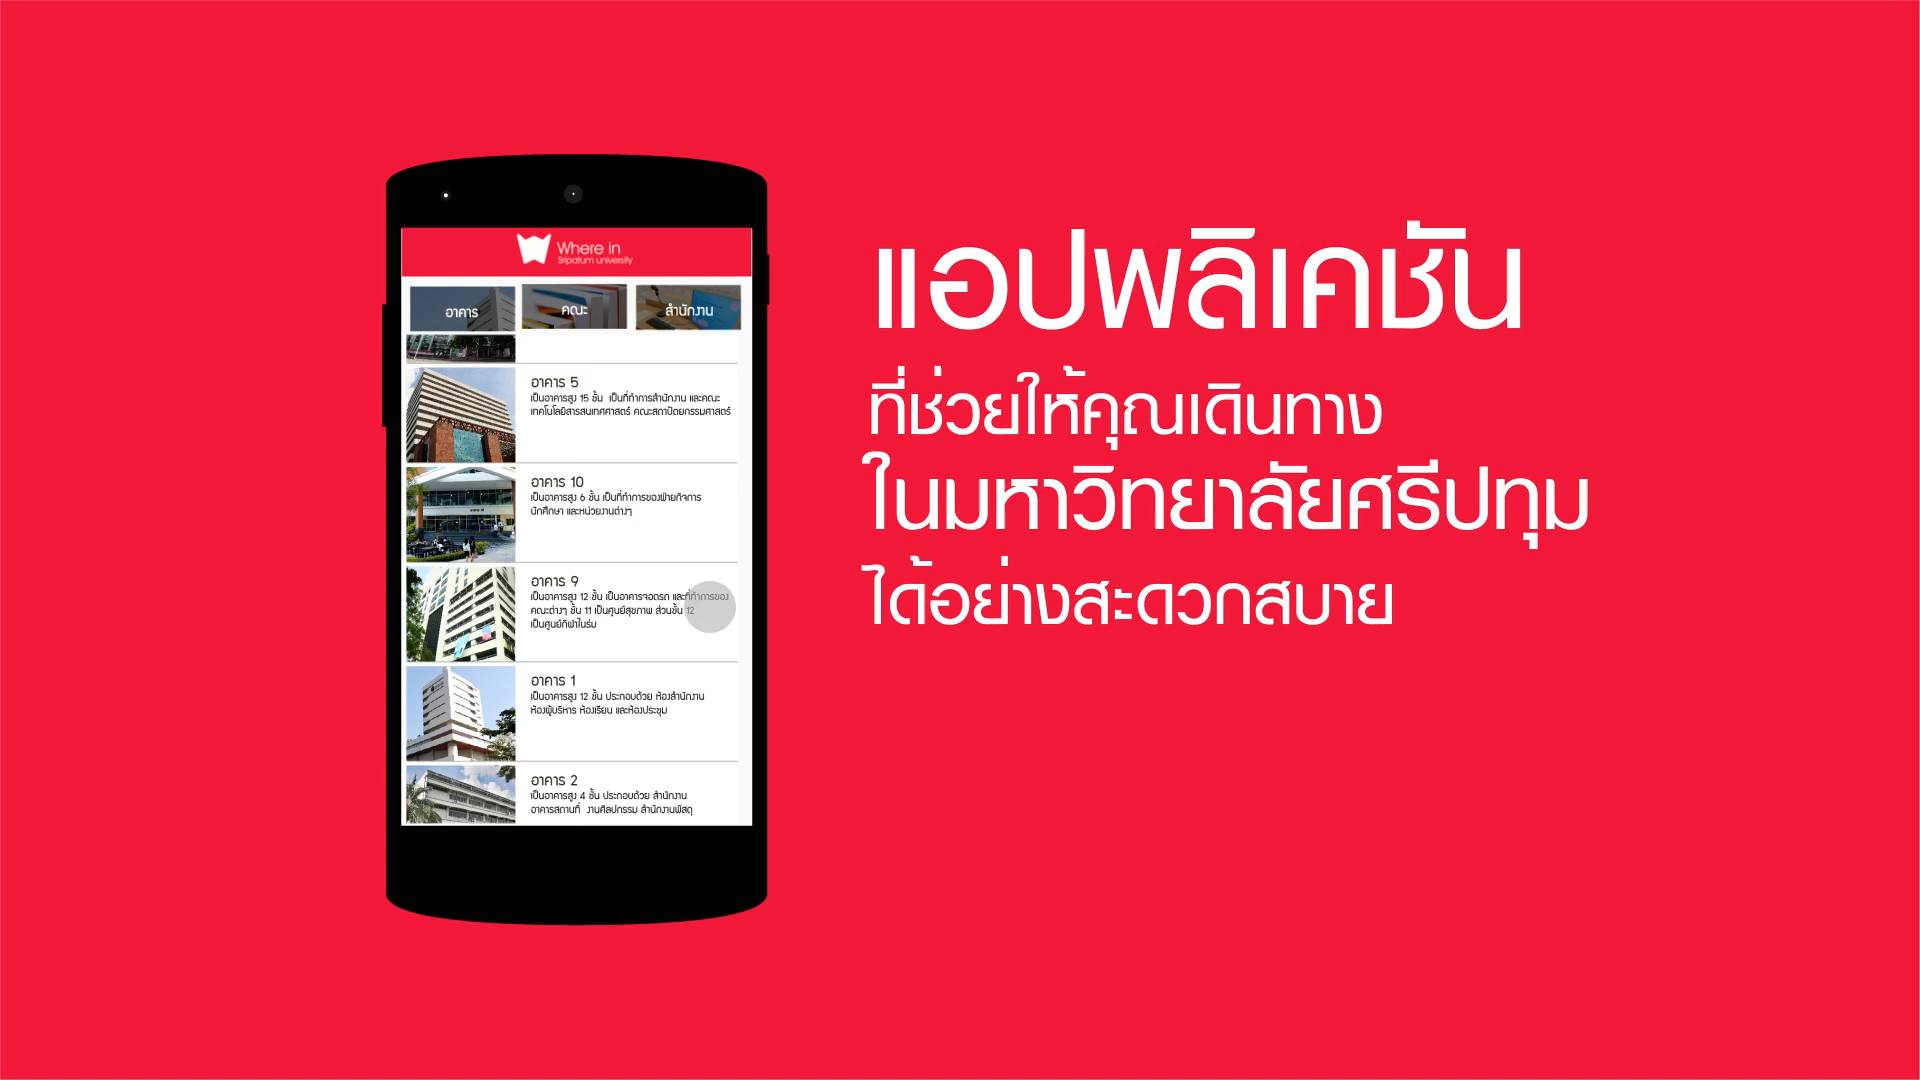 Where in
Sripatum university
อาคาร
คณะ
สำนักงาน
อาคาร 5
เป็นอาคารสูง 15 ชั้น เป็นที่ทำการสำนักงาน และคณะ
เทคโนโลยีสารสนเทศศาสตร์ คณะสถาปัตยกรรมศาสตร์
อาคาร 10
เป็นอาคารสูง 6 ชั้น เป็นที่ทำการของฝ่ายกิจการ
นักศึกษา และหน่วยงานต่างๆ
อาคาร 9
เป็นอาคารสูง 12 ชั้น เป็นอาคารจอดรถ และที่ทำการของ
คณะต่างๆ ชั้น 11 เป็นศูนย์สุขภาพ ส่วนชั้น 12
เป็นศูนย์กีฬาในร่ม
อาคาร 1
เป็นอาคารสูง 12 ชั้น ประกอบด้วย ห้องสำนักงาน
ห้องผู้บริหาร ห้องเรียน และห้องประชุม
อาคาร 2
เป็นอาคารสูง 4 ชั้น ประกอบด้วย สำนักงาน
อาคารสถานที่ งานศิลปกรรม สำนักงานพัสดุ
แอปพลิเคชัน
ที่ช่วยให้คุณเดินทาง
ในมหาวิทยาลัยศรีปทุม
ได้อย่างสะดวกสบาย